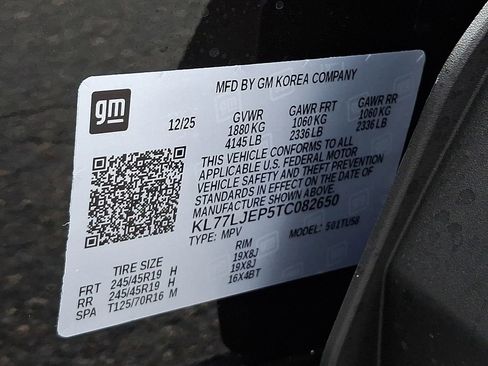 MFD BY GM KOREA COMPANY
gm
12/25
GVWR GAWR FRT GAWR RR
1880 KG 1060 KG 1060 KG
4145 LB 2336 LB 2336 LB
THIS VEHICLE CONFORMS TO ALL
APPLICABLE U.S. FEDERAL MOTOR
VEHICLE SAFETY AND THEFT PREVENTION
STANDARDS IN EFFECT ON THE DATE OF
MANUFACTURE SHOWN ABOVE.
KL77LJEP5TC082650
TYPE: MPV MODEL: 501TU58
TIRE SIZE RIM
FRT 245/45R19 H 19X8J
RR 245/45R19 H 19X8J
SPA T125/70R16 M 16X4BT